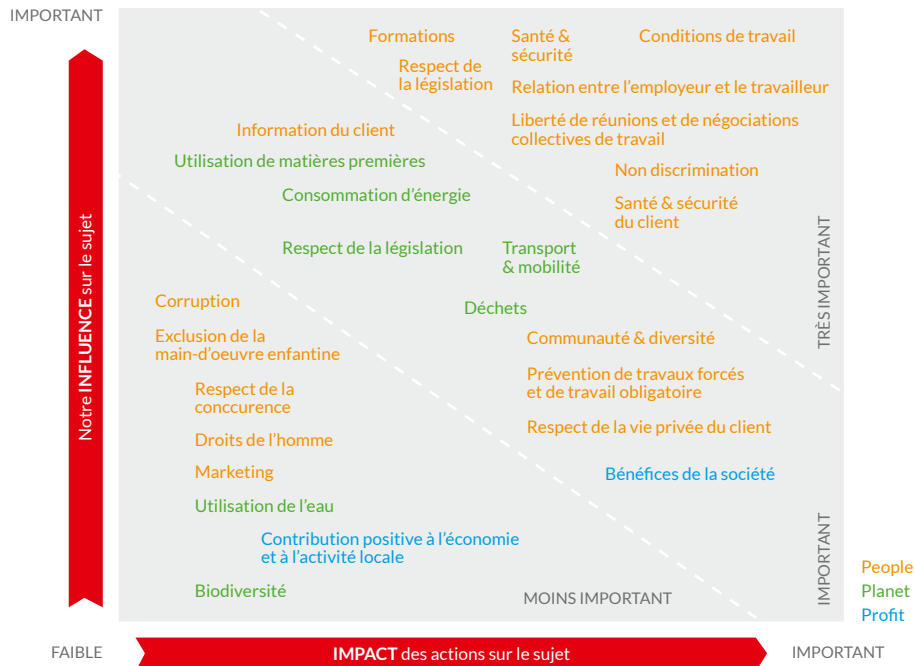 IMPORTANT
Formations
Santé &
sécurité
Conditions de travail
Respect de
la législation
Relation entre l’employeur et le travailleur
Liberté de réunions et de négociations
collectives de travail
Information du client
Utilisation de matières premières
Non discrimination
Consommation d’énergie
Santé & sécurité
du client
Respect de la législation
Transport
& mobilité
TRÈS IMPORTANT
Notre INFLUENCE sur le sujet
Corruption
Déchets
Exclusion de la
main-d’oeuvre enfantine
Communauté & diversité
Respect de la
conccurence
Prévention de travaux forcés
et de travail obligatoire
Droits de l’homme
Respect de la vie privée du client
Marketing
Bénéfices de la société
Utilisation de l’eau
Contribution positive à l’économie
et à l’activité locale
IMPORTANT
Biodiversité
MOINS IMPORTANT
People
Planet
Profit
FAIBLE
IMPACT des actions sur le sujet
IMPORTANT